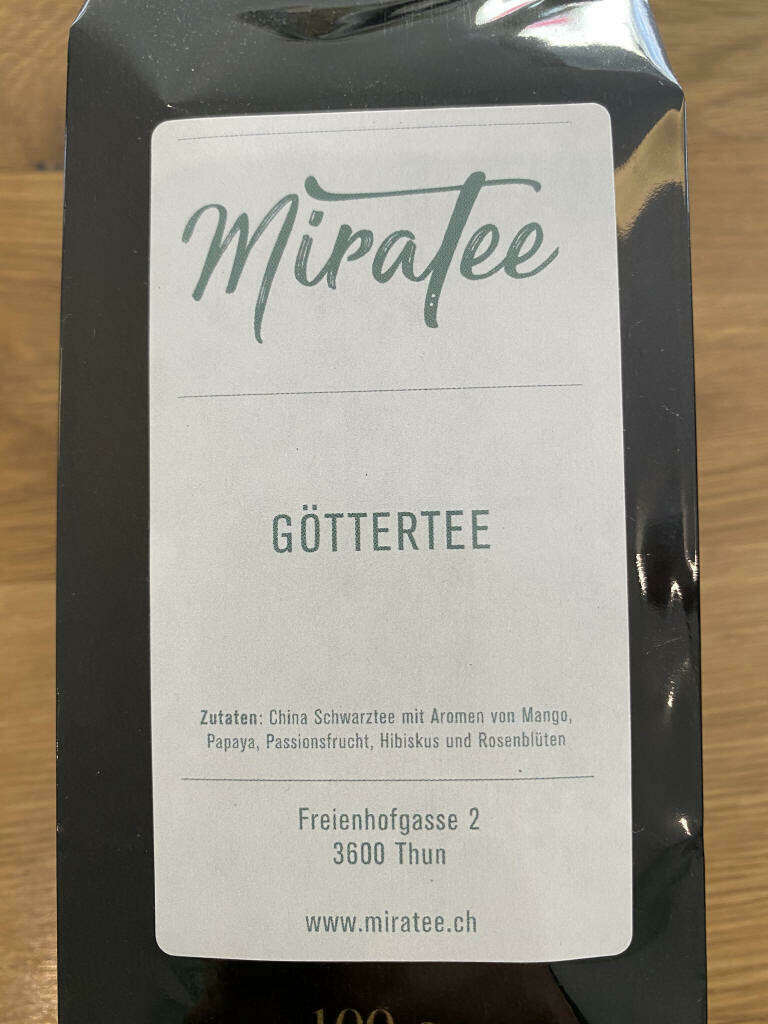 MiraTee
GÖTTERTEE
Zutaten: China Schwarztee mit Aromen von Mango,
Papaya, Passionsfrucht, Hibiskus und Rosenblüten
Freienhofgasse 2
3600 Thun
www.miratee.ch